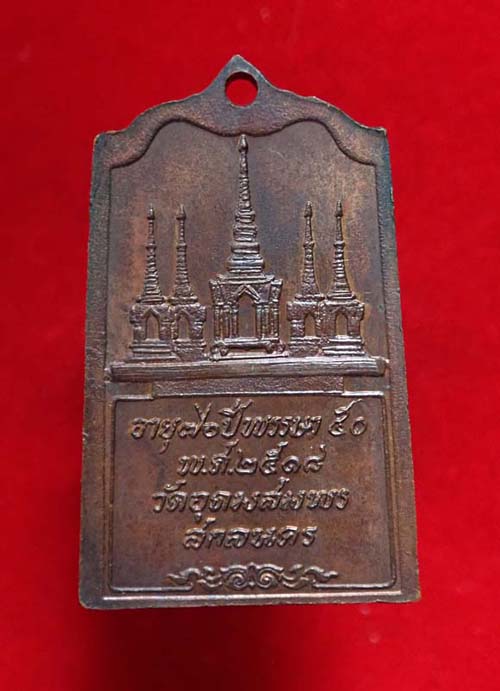 อายุ๗๖ปี พรรษา ๕๐
พ.ศ.๒๕๑๘
วัดอุดมสมพร
สกลนคร